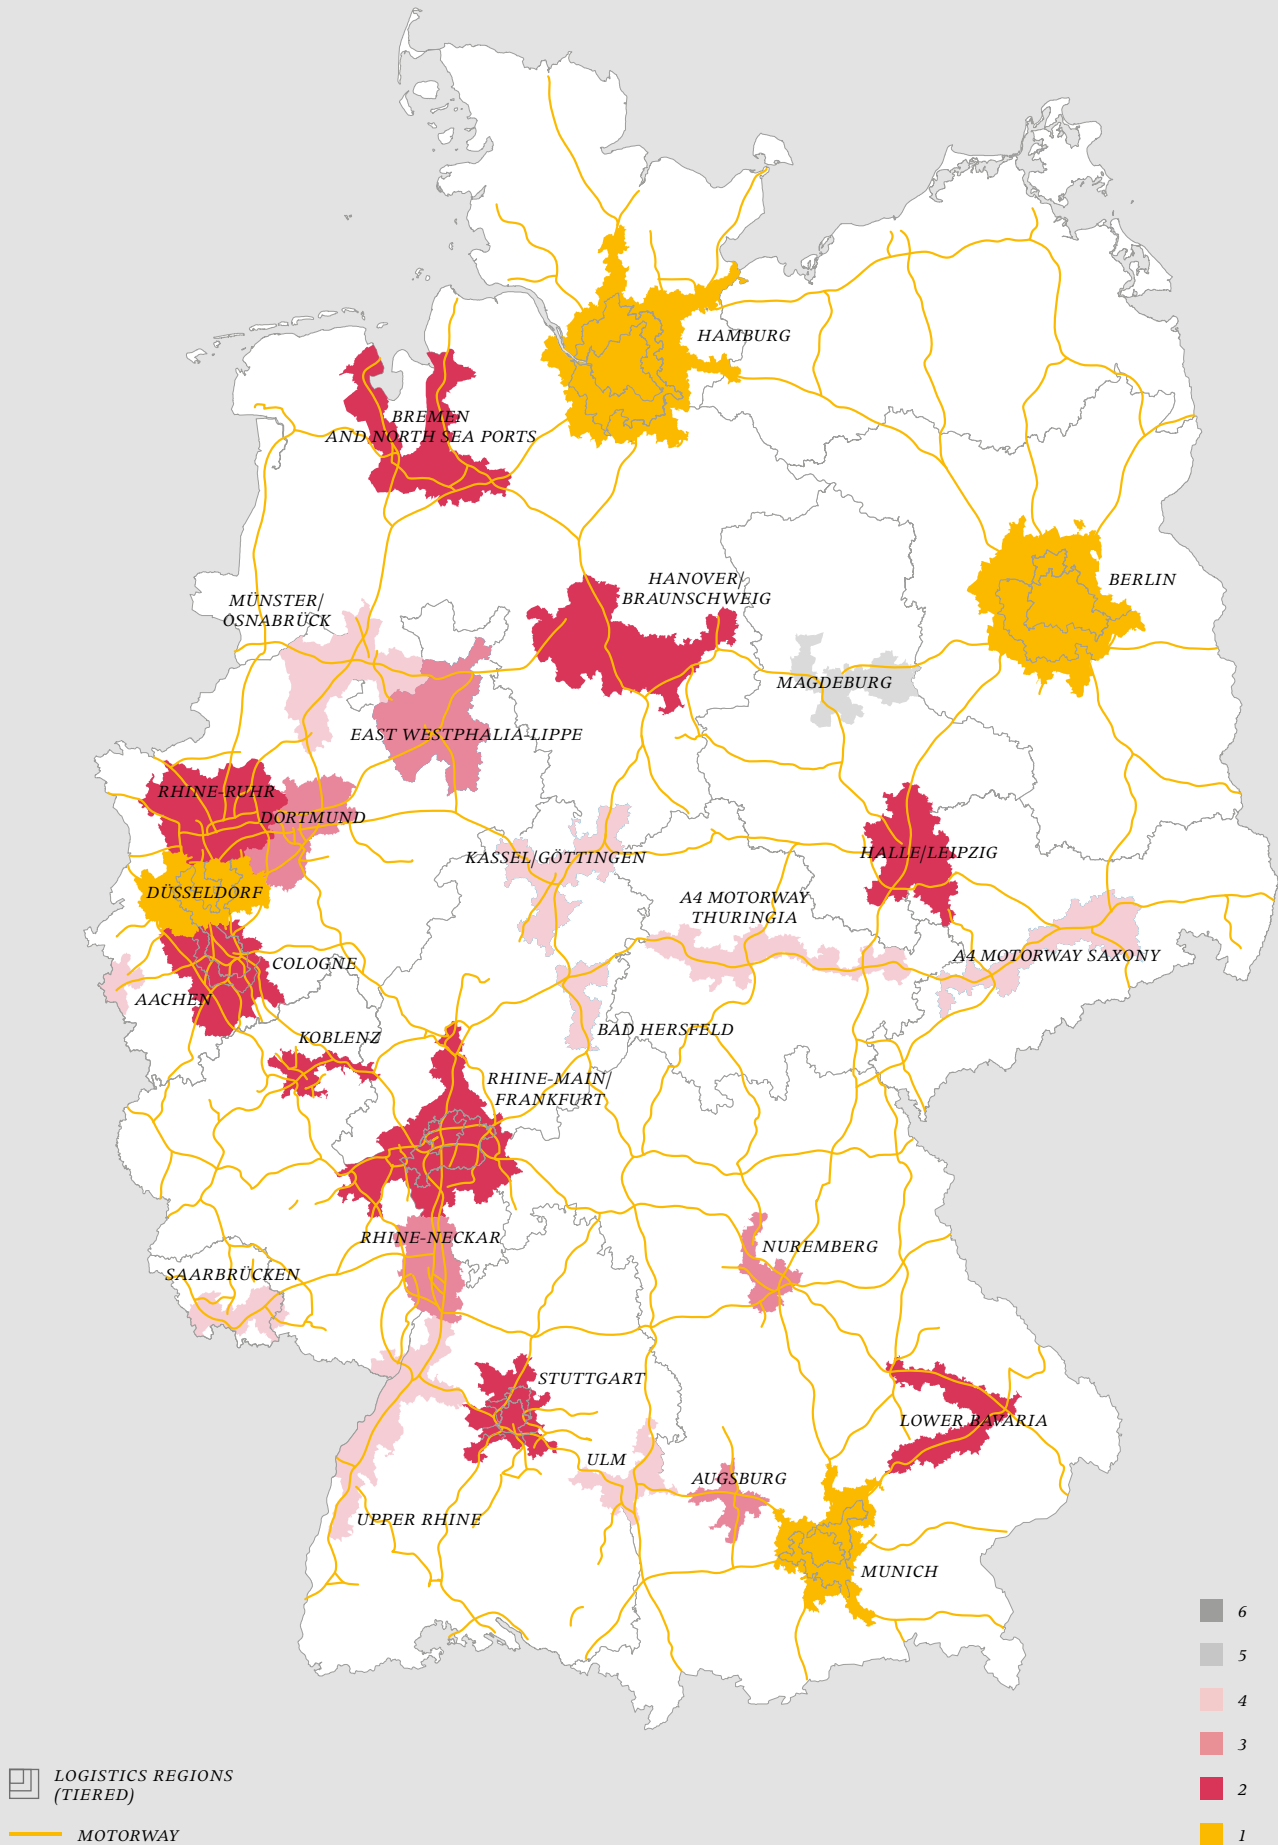 HAMBURG
BREMEN
AND NORTH SEA PORTS
BERLIN
HANOVER/
BRAUNSCHWEIG
MÜNSTER/
OSNABRÜCK
MAGDEBURG
EAST WESTPHALIA-LIPPE
RHINE-RUHR
DORTMUND
KASSEL/GÖTTINGEN
HALLE/LEIPZIG
DÜSSELDORF
A4 MOTORWAY
THURINGIA
A4 MOTORWAY SAXONY
COLOGNE
AACHEN
BAD HERSFELD
KOBLENZ
RHINE-MAIN/
FRANKFURT
RHINE-NECKAR
NUREMBERG
SAARBRÜCKEN
STUTTGART
LOWER BAVARIA
ULM
AUGSBURG
UPPER RHINE
MUNICH
6
5
4
3
2
1
LOGISTICS REGIONS
(TIERED)
MOTORWAY